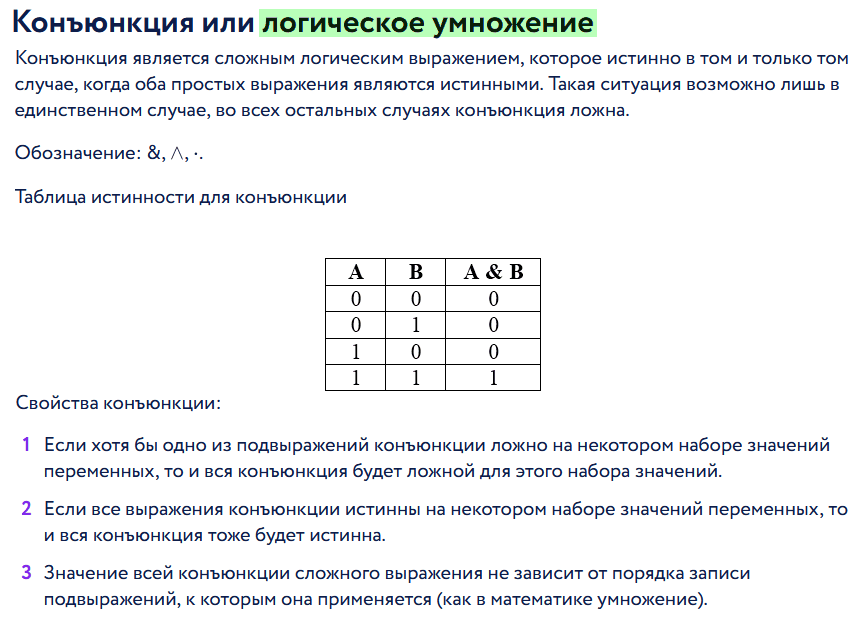 Конъюнкция или логическое умножение
Конъюнкция является сложным логическим выражением, которое истинно в том и только том
случае, когда оба простых выражения являются истинными. Такая ситуация возможно лишь в
единственном случае, во всех остальных случаях конъюнкция ложна.
Обозначение: &, ∧, ⋅.
Таблица истинности для конъюнкции
A B A & B
0 0 0
0 1 0
1 0 0
1 1 1
Свойства конъюнкции:
1 Если хотя бы одно из подвыражений конъюнкции ложно на некотором наборе значений
переменных, то и вся конъюнкция будет ложной для этого набора значений.
2 Если все выражения конъюнкции истинны на некотором наборе значений переменных, то
и вся конъюнкция тоже будет истинна.
3 Значение всей конъюнкции сложного выражения не зависит от порядка записи
подвыражений, к которым она применяется (как в математике умножение).